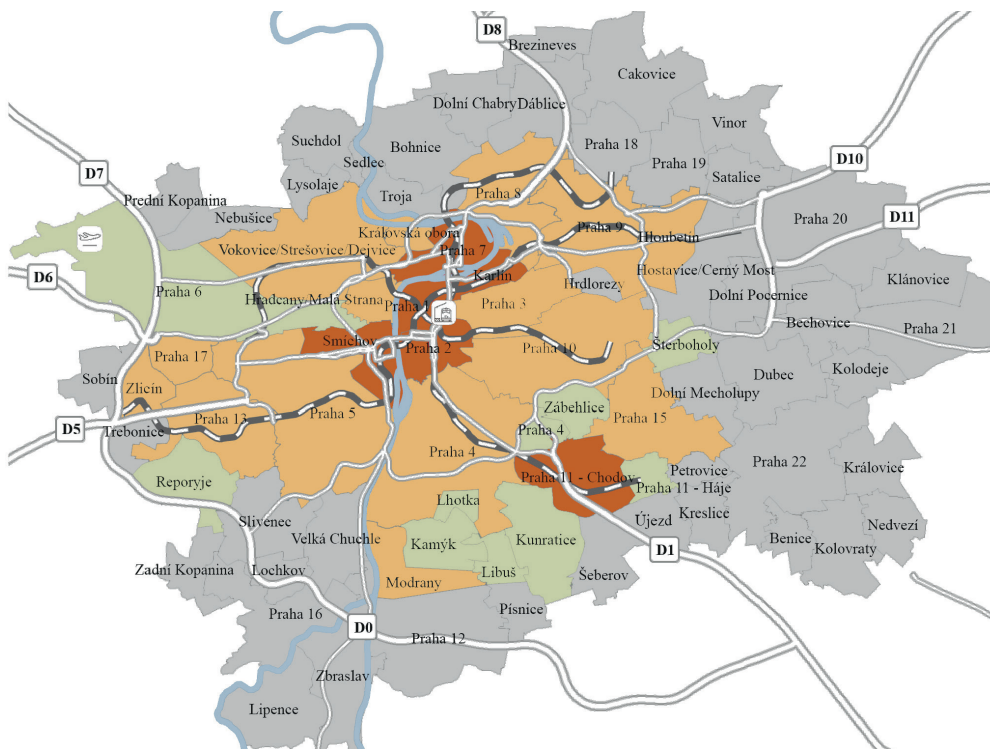 D8
Brezineves
Cakovice
Dolní Chabry
Dáblice
Vinor
Suchdol
Bohnice
Praha 18
D10
Sedlec
Praha 19
D7
Satalice
Lysolaje
Troja
Praha 8
Prední Kopanina
Nebušice
Praha 20
D11
Královská obora
Praha 9
Hloubetín
Vokovice/Strešovice/Dejvice
Praha 7
D6
Praha 6
Karlín
Hostavice/Cerný Most
Klánovice
Hrdlorezy
Dolní Pocernice
Hradcany/Malá Strana
Praha 1
Praha 3
Bechovice
Praha 21
Smíchov
Praha 2
Praha 10
Šterboholy
Praha 17
Sobín
Dubec
Kolodeje
Zlicín
Dolní Mecholupy
Zábehlice
Praha 13
Praha 5
Praha 15
D5
Trebonice
Praha 4
Praha 4
Praha 22
Královice
Reporyje
Praha 11 - Chodov
Petrovice
Praha 11 - Háje
Lhotka
Kreslice
Slivenec
Újezd
Nedvezí
Velká Chuchle
Kamýk
Kunratice
D1
Benice
Kolovraty
Zadní Kopanina
Lochkov
Libuš
Šeberov
Modrany
Praha 16
Písnice
D0
Praha 12
Zbraslav
Lipence